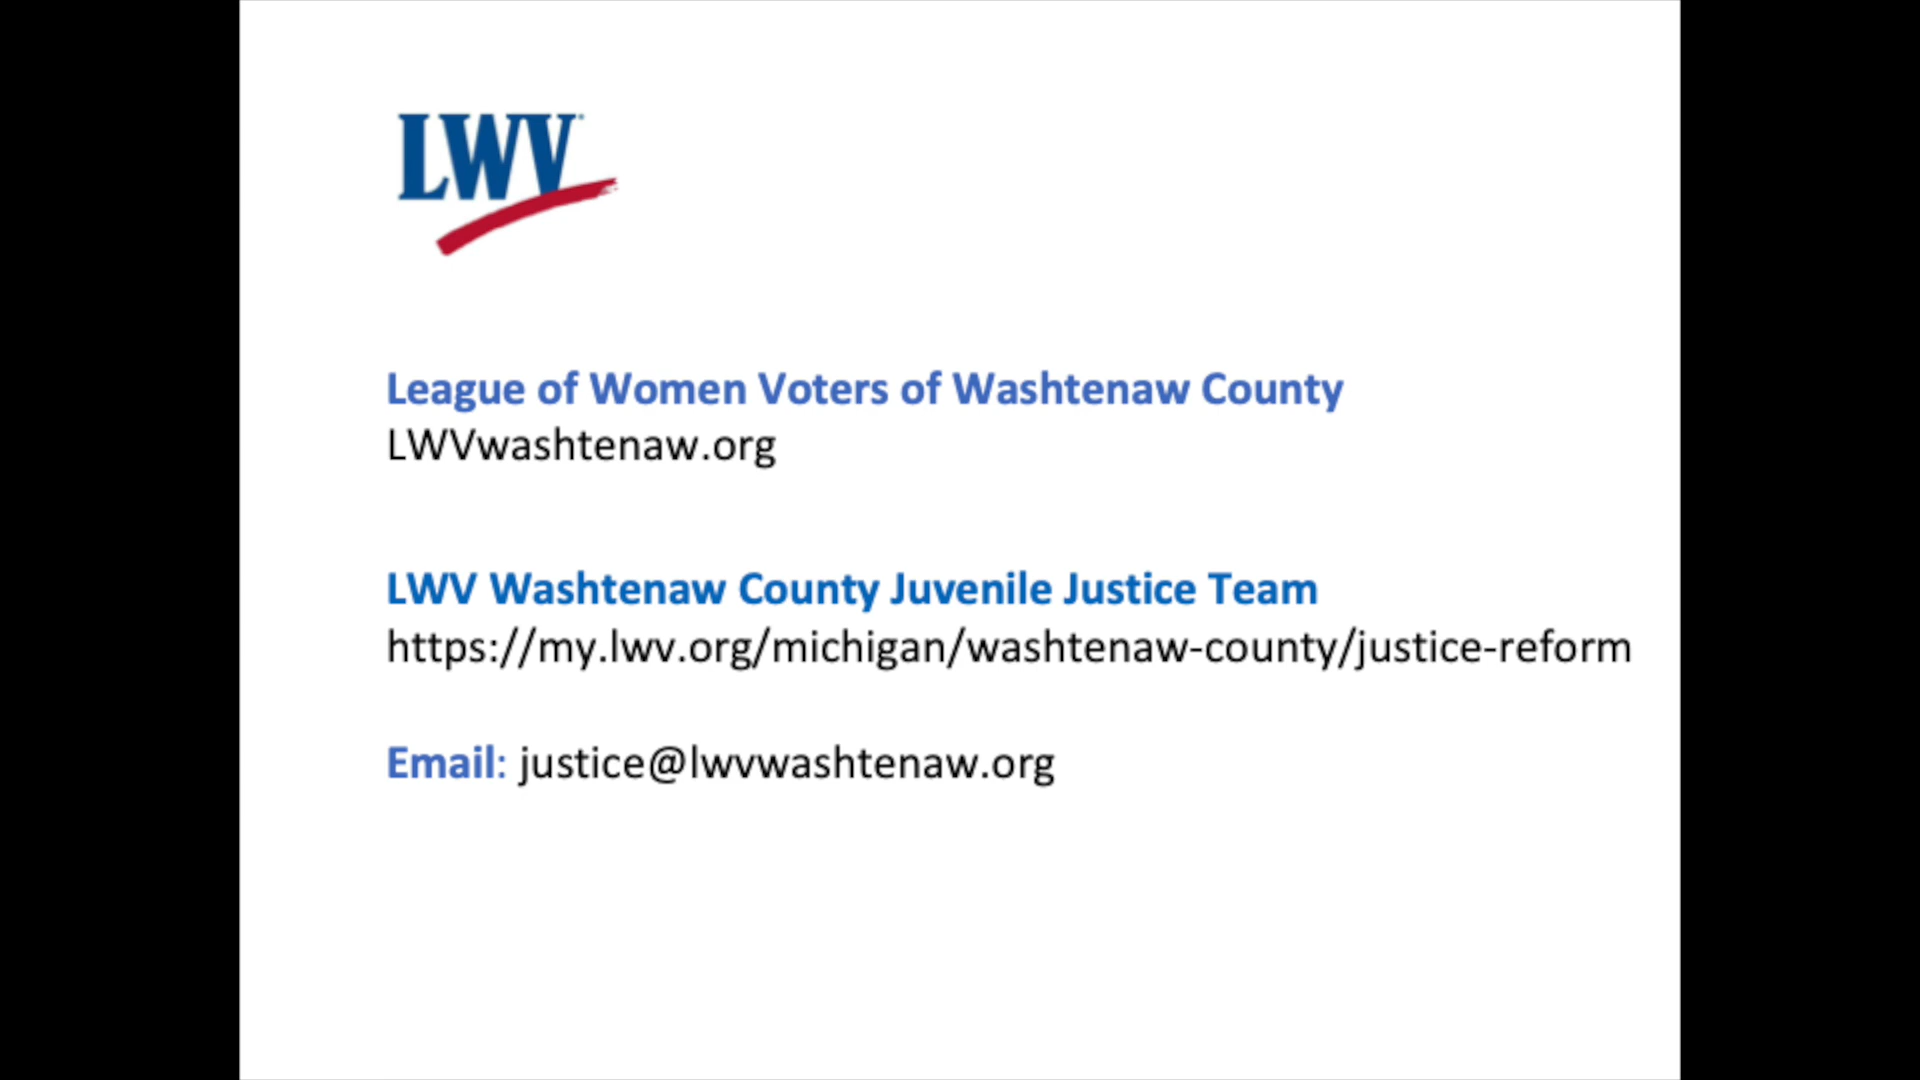 LWV
League of Women Voters of Washtenaw County
LWVwashtenaw.org
LWV Washtenaw County Juvenile Justice Team
https://my.lwv.org/michigan/washtenaw-county/justice-reform
Email: justice@lwvwashtenaw.org